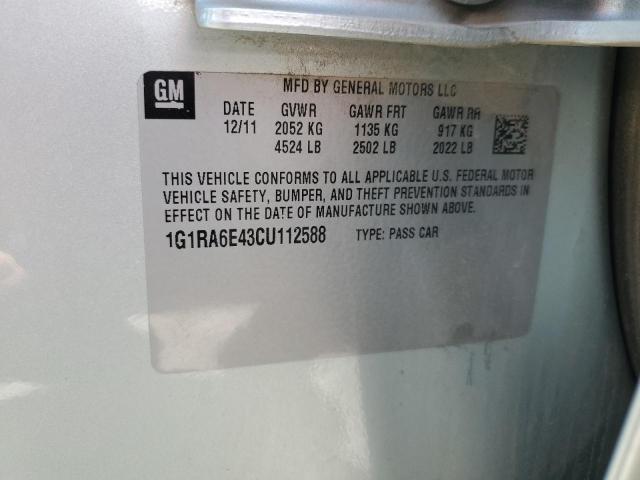 GM
MFD BY GENERAL MOTORS LLC
DATE GVWR GAWR FRT GAWR RR
12/11 2052 KG 1135 KG 917 KG
4524 LB 2502 LB 2022 LB
THIS VEHICLE CONFORMS TO ALL APPLICABLE U.S. FEDERAL MOTOR
VEHICLE SAFETY, BUMPER, AND THEFT PREVENTION STANDARDS IN
EFFECT ON THE DATE OF MANUFACTURE SHOWN ABOVE.
1G1RA6E43CU112588 TYPE: PASS CAR